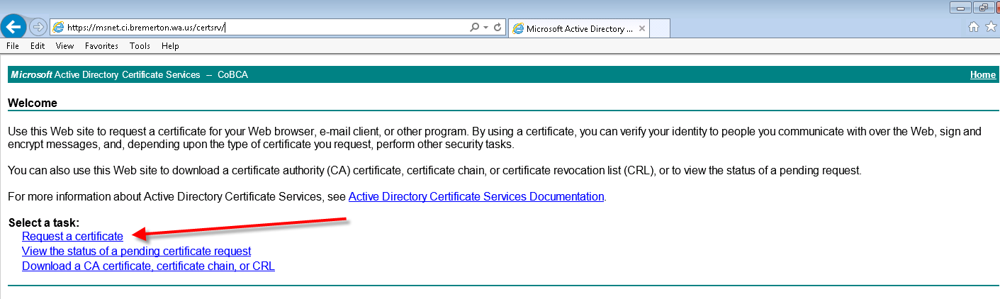 https://msnet.ci.bremerton.wa.us/certsrv/
Microsoft Active Directory ...
File Edit View Favorites Tools Help
Microsoft Active Directory Certificate Services -- CoBCA
Home
Welcome
Use this Web site to request a certificate for your Web browser, e-mail client, or other program. By using a certificate, you can verify your identity to people you communicate with over the Web, sign and
encrypt messages, and, depending upon the type of certificate you request, perform other security tasks.
You can also use this Web site to download a certificate authority (CA) certificate, certificate chain, or certificate revocation list (CRL), or to view the status of a pending request.
For more information about Active Directory Certificate Services, see Active Directory Certificate Services Documentation.
Select a task:
Request a certificate
View the status of a pending certificate request
Download a CA certificate, certificate chain, or CRL